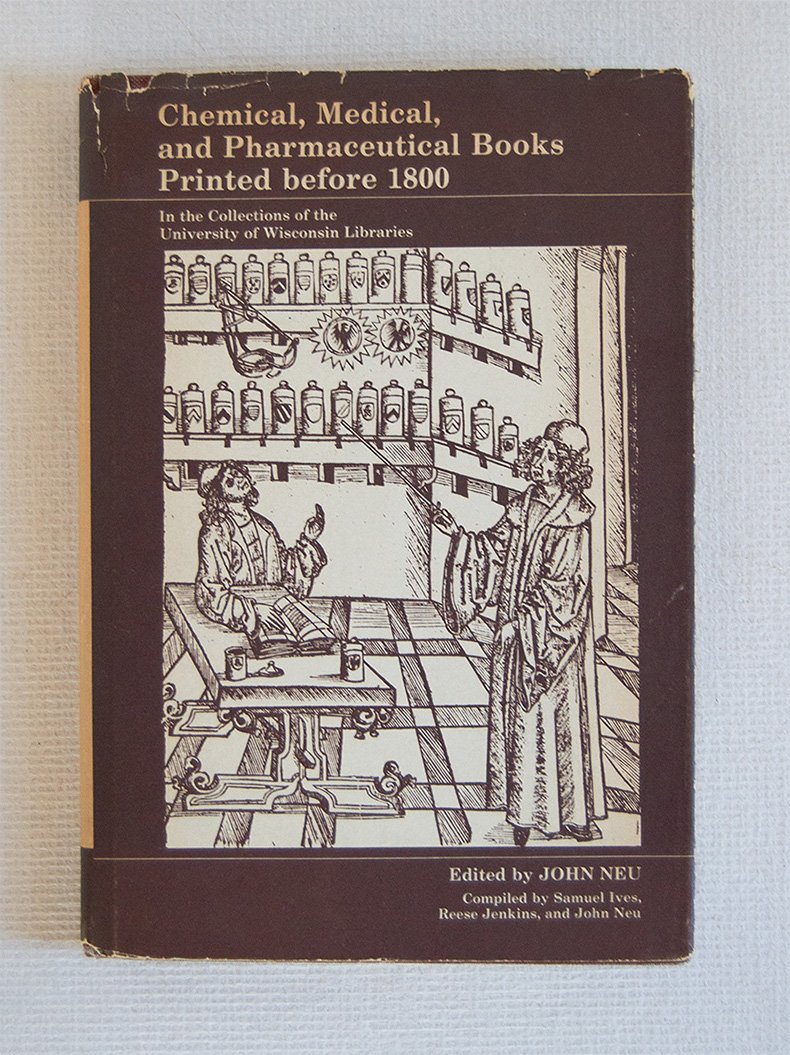 Chemical, Medical,
and Pharmaceutical Books
Printed before 1800
In the Collections of the
University of Wisconsin Libraries
Edited by JOHN NEU
Compiled by Samuel Ives,
Reese Jenkins, and John Neu